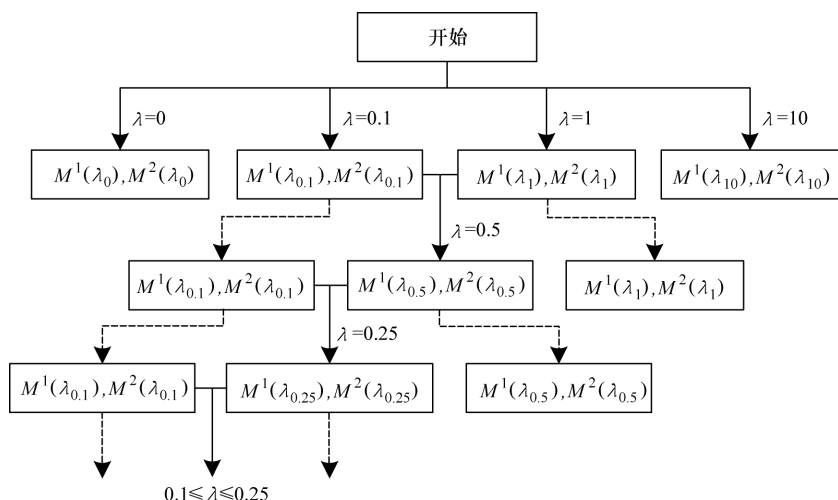 开始
λ=0 λ=0.1 λ=1 λ=10
M¹(λ₀),M²(λ₀) M¹(λ₀.₁),M²(λ₀.₁) M¹(λ₁),M²(λ₁) M¹(λ₁₀),M²(λ₁₀)
λ=0.5
M¹(λ₀.₁),M²(λ₀.₁) M¹(λ₀.₅),M²(λ₀.₅) M¹(λ₁),M²(λ₁)
λ=0.25
M¹(λ₀.₁),M²(λ₀.₁) M¹(λ₀.₂₅),M²(λ₀.₂₅) M¹(λ₀.₅),M²(λ₀.₅)
0.1≤λ≤0.25